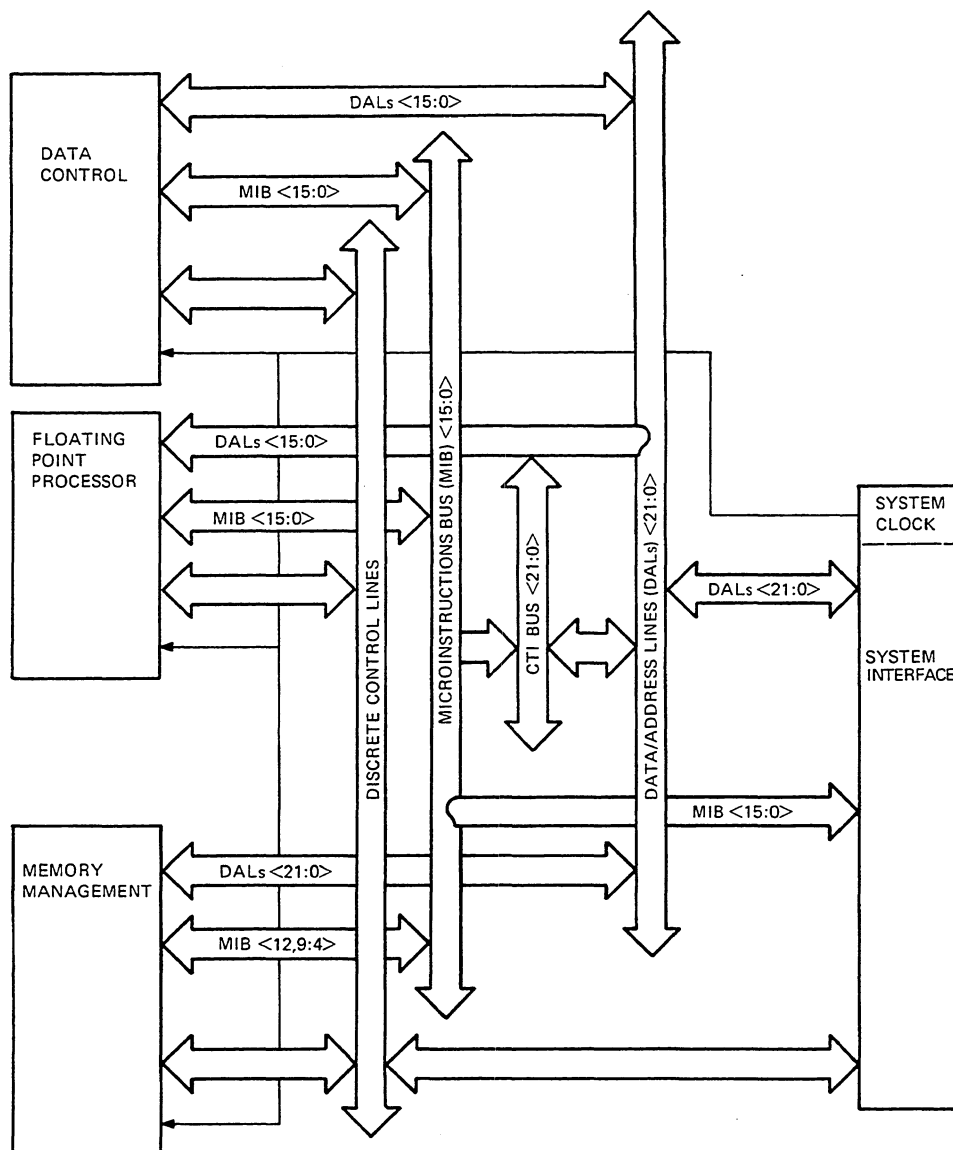 DALs <15:0>
DATA
CONTROL
MIB <15:0>
FLOATING
POINT
PROCESSOR
DALs <15:0>
MIB <15:0>
DISCRETE CONTROL LINES
MICROINSTRUCTIONS BUS (MIB) <15:0>
CTI BUS <21:0>
DATA/ADDRESS LINES (DALs) <21:0>
SYSTEM
CLOCK
DALs <21:0>
SYSTEM
INTERFACE
MIB <15:0>
MEMORY
MANAGEMENT
DALs <21:0>
MIB <12,9:4>